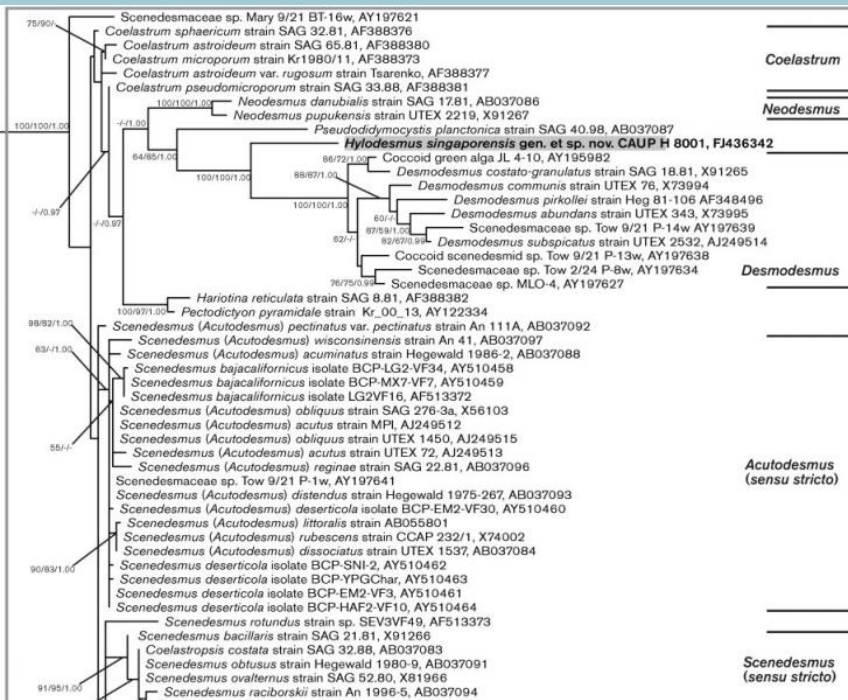 Scenedesmaceae sp. Mary 9/21 BT-16w, AY197621
75/90/-
Coelastrum sphaericum strain SAG 32.81, AF388376
Coelastrum astroideum strain SAG 65.81, AF388380
Coelastrum microporum strain Kr1980/11, AF388373
Coelastrum
Coelastrum astroideum var. rugosum strain Tsarenko, AF388377
Coelastrum pseudomicroporum strain SAG 33.88, AF388381
100/100/1.00
Neodesmus danubialis strain SAG 17.81, AB037086
Neodesmus
Neodesmus pupukensis strain UTEX 2219, X91267
100/100/1.00
-/-/1.00
Pseudodidymocystis planctonica strain SAG 40.98, AB037087
Hylodesmus singaporensis gen. et sp. nov. CAUP H 8001, FJ436342
64/85/1.00
86/72/1.00
Coccoid green alga JL 4-10, AY195982
Desmodesmus costato-granulatus strain SAG 18.81, X91265
100/100/1.00
88/87/1.00
Desmodesmus communis strain UTEX 76, X73994
Desmodesmus pirkollei strain Heg 81-106 AF348496
100/100/1.00
-/-/0.97
Desmodesmus abundans strain UTEX 343, X73995
60/-/-
-/-/0.97
Scenedesmaceae sp. Tow 9/21 P-14w AY197639
87/59/1.00
62/-/-
82/67/0.99
Desmodesmus subspicatus strain UTEX 2532, AJ249514
Coccoid scenedesmid sp. Tow 9/21 P-13w, AY197638
Scenedesmaceae sp. Tow 2/24 P-8w, AY197634
Desmodesmus
76/75/0.99
Scenedesmaceae sp. MLO-4, AY197627
Hariotina reticulata strain SAG 8.81, AF388382
100/97/1.00
Pectodictyon pyramidale strain Kr_00_13, AY122334
98/82/1.00
Scenedesmus (Acutodesmus) pectinatus var. pectinatus strain An 111A, AB037092
Scenedesmus (Acutodesmus) wisconsinensis strain An 41, AB037097
63/-/1.00
Scenedesmus (Acutodesmus) acuminatus strain Hegewald 1986-2, AB037088
Scenedesmus bajacalifornicus isolate BCP-LG2-VF34, AY510458
Scenedesmus bajacalifornicus isolate BCP-MX7-VF7, AY510459
Scenedesmus bajacalifornicus isolate LG2VF16, AF513372
Scenedesmus (Acutodesmus) obliquus strain SAG 276-3a, X56103
Scenedesmus (Acutodesmus) acutus strain MPI, AJ249512
Scenedesmus (Acutodesmus) obliquus strain UTEX 1450, AJ249515
55/-/-
Scenedesmus (Acutodesmus) acutus strain UTEX 72, AJ249513
Scenedesmus (Acutodesmus) reginae strain SAG 22.81, AB037096
Acutodesmus
(sensu stricto)
Scenedesmaceae sp. Tow 9/21 P-1w, AY197641
Scenedesmus (Acutodesmus) distendus strain Hegewald 1975-267, AB037093
Scenedesmus (Acutodesmus) deserticola isolate BCP-EM2-VF30, AY510460
Scenedesmus (Acutodesmus) littoralis strain AB055801
Scenedesmus (Acutodesmus) rubescens strain CCAP 232/1, X74002
Scenedesmus (Acutodesmus) dissociatus strain UTEX 1537, AB037084
90/83/1.00
Scenedesmus deserticola isolate BCP-SNI-2, AY510462
Scenedesmus deserticola isolate BCP-YPGChar, AY510463
Scenedesmus deserticola isolate BCP-EM2-VF3, AY510461
Scenedesmus deserticola isolate BCP-HAF2-VF10, AY510464
Scenedesmus rotundus strain sp. SEV3VF49, AF513373
Scenedesmus bacillaris strain SAG 21.81, X91266
Coelastropsis costata strain SAG 32.88, AB037083
Scenedesmus obtusus strain Hegewald 1980-9, AB037091
Scenedesmus
(sensu stricto)
Scenedesmus ovalternus strain SAG 52.80, X81966
91/95/1.00
Scenedesmus raciborskii strain An 1996-5, AB037094